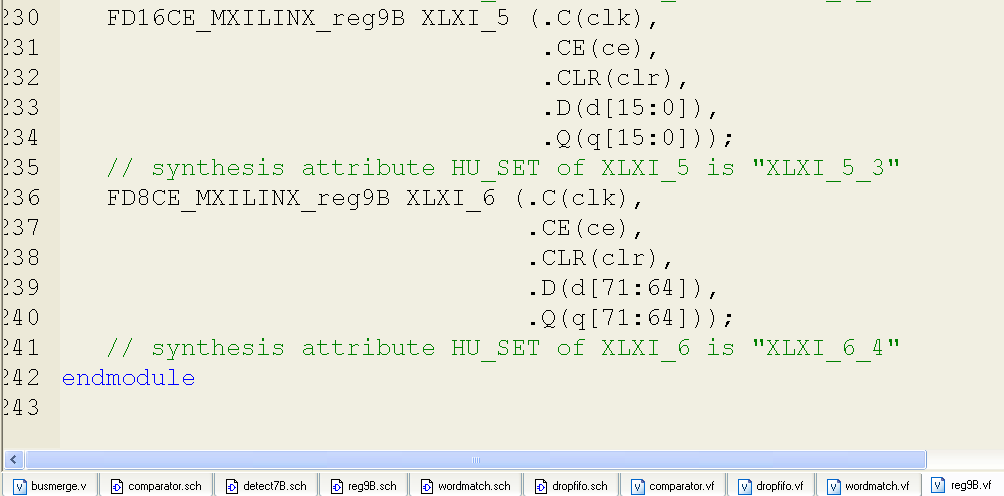 230 FD16CE_MXILINX_reg9B XLXI_5 (.C(clk),
231 .CE(ce),
232 .CLR(clr),
233 .D(d[15:0]),
234 .Q(q[15:0]));
235 // synthesis attribute HU_SET of XLXI_5 is "XLXI_5_3"
236 FD8CE_MXILINX_reg9B XLXI_6 (.C(clk),
237 .CE(ce),
238 .CLR(clr),
239 .D(d[71:64]),
240 .Q(q[71:64]));
241 // synthesis attribute HU_SET of XLXI_6 is "XLXI_6_4"
242 endmodule
243
busmerge.v comparator.sch detect7B.sch reg9B.sch wordmatch.sch dropfifo.sch comparator.vf dropfifo.vf wordmatch.vf reg9B.vf